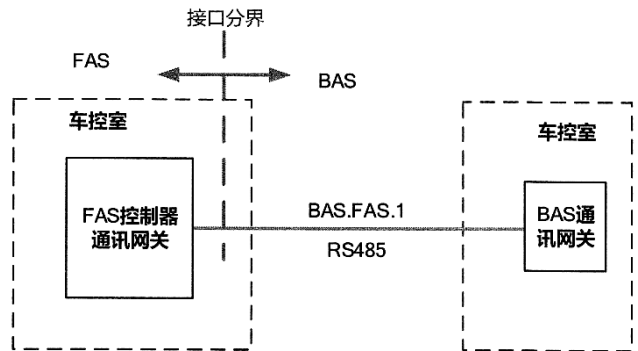 接口分界
FAS
BAS
车控室
车控室
FAS控制器
通讯网关
BAS.FAS.1
RS485
BAS通
讯网关